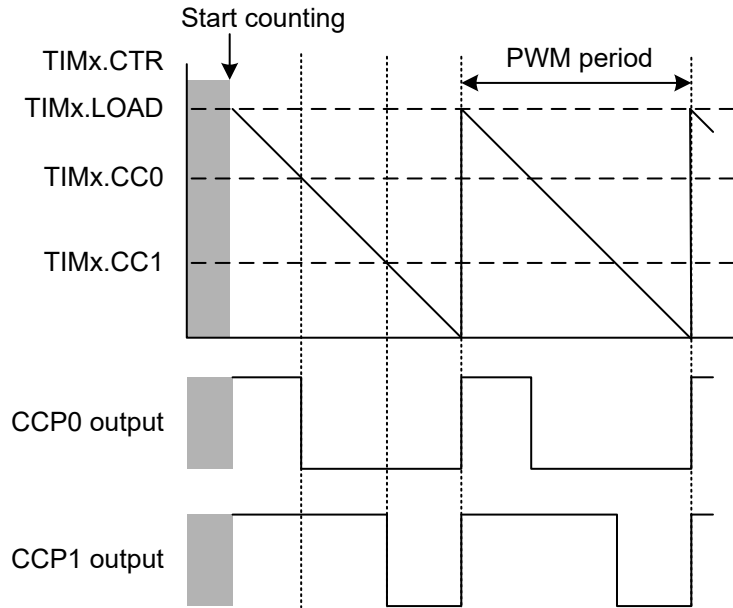 Start counting
TIMx.CTR
PWM period
TIMx.LOAD
TIMx.CC0
TIMx.CC1
CCP0 output
CCP1 output